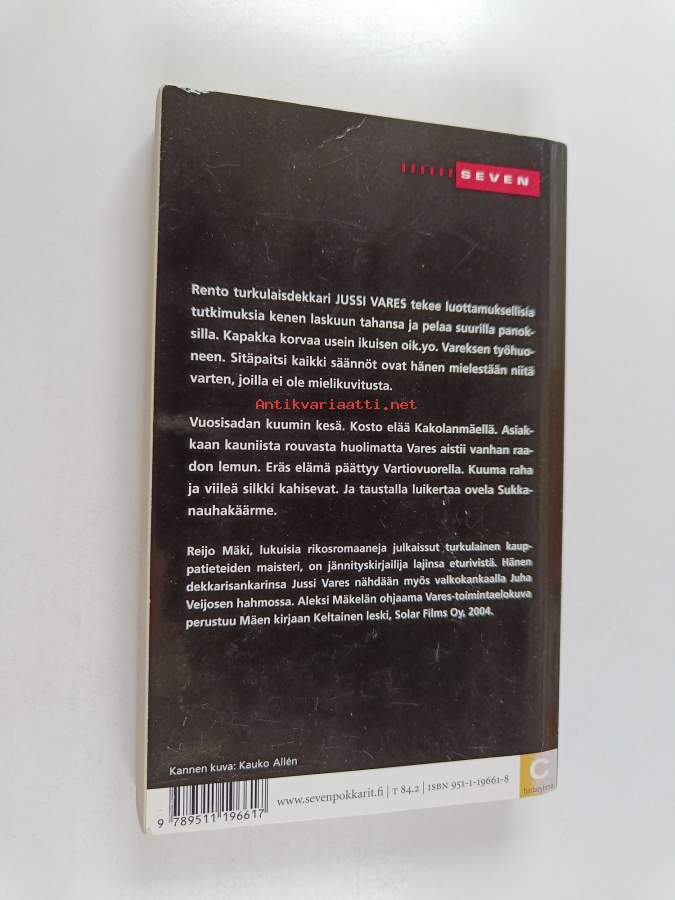 SEVEN
Rento turkulaisdekkari JUSSI VARES tekee luottamuksellisia
tutkimuksia kenen laskuun tahansa ja pelaa suurilla panok-
silla. Kapakka korvaa usein ikuisen oik.yo. Vareksen työhuo-
neen. Sitäpaitsi kaikki säännöt ovat hänen mielestään niitä
varten, joilla ei ole mielikuvitusta.
Antikvariaatti.net
Vuosisadan kuumin kesä. Kosto elää Kakolanmäellä. Asiak-
kaan kauniista rouvasta huolimatta Vares aistii vanhan raa-
don lemun. Eräs elämä päättyy Vartiovuorella. Kuuma raha
ja viileä silkki kahisevat. Ja taustalla luikertaa ovela Sukka-
nauhakäärme.
Reijo Mäki, lukuisia rikosromaaneja julkaissut turkulainen kaup-
patieteiden maisteri, on jännityskirjailija lajinsa eturivistä. Hänen
dekkarisankarinsa Jussi Vares nähdään myös valkokankaalla Juha
Veijosen hahmossa. Aleksi Mäkelän ohjaama Vares-toimintaelokuva
perustuu Mäen kirjaan Keltainen leski, Solar Films Oy. 2004.
Kannen kuva: Kauko Allén
www.sevenpokkarit.fi | T 84.2 | ISBN 951-1-19661-8
C
hintaryhmä
9 789511 196617